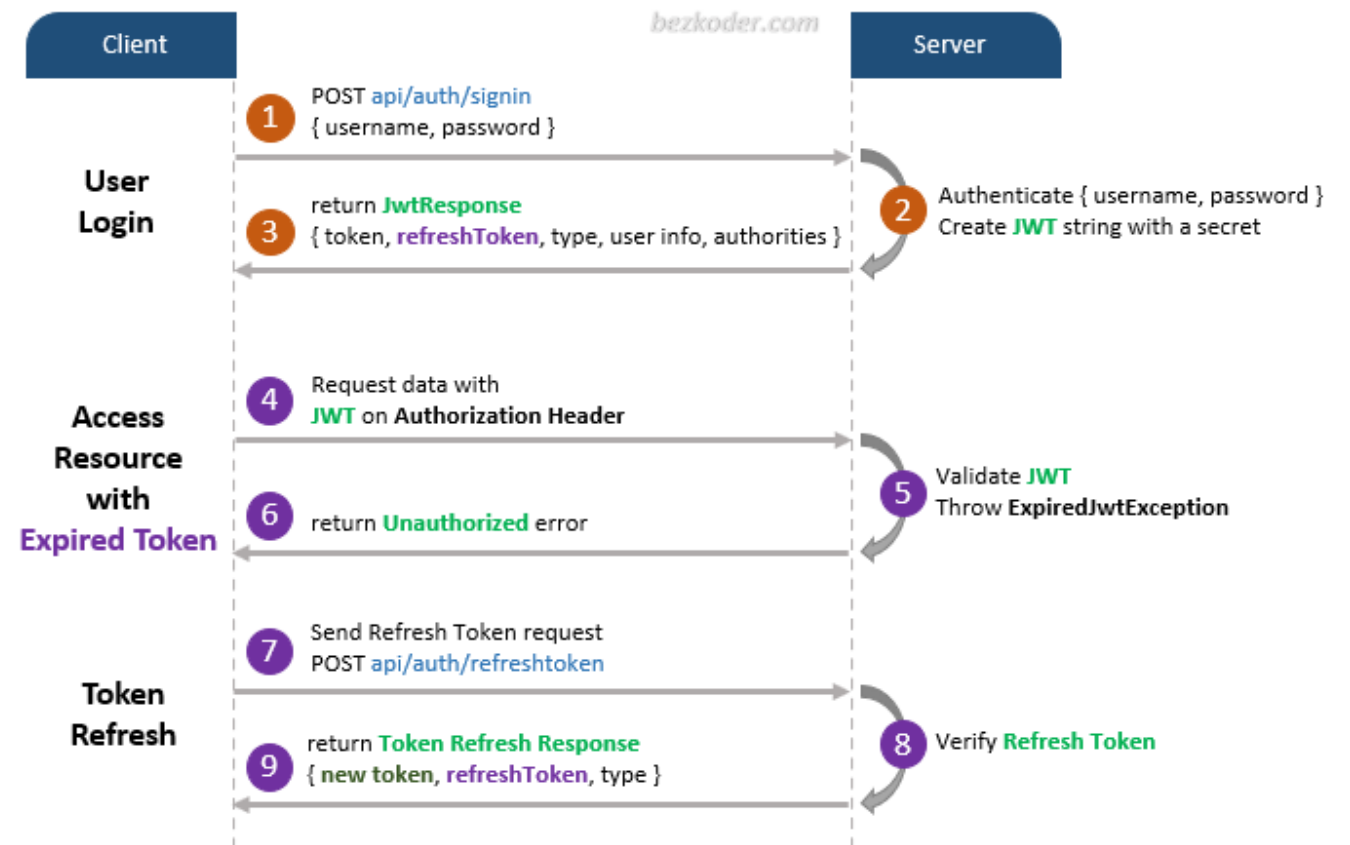 bezkoder.com
Client
Server
1
POST api/auth/signin
{ username, password }
User
Login
2
Authenticate { username, password }
Create JWT string with a secret
3
return JwtResponse
{ token, refreshToken, type, user info, authorities }
4
Request data with
JWT on Authorization Header
Access
Resource
with
Expired Token
5
Validate JWT
Throw ExpiredJwtException
6
return Unauthorized error
7
Send Refresh Token request
POST api/auth/refreshtoken
Token
Refresh
8
Verify Refresh Token
9
return Token Refresh Response
{ new token, refreshToken, type }